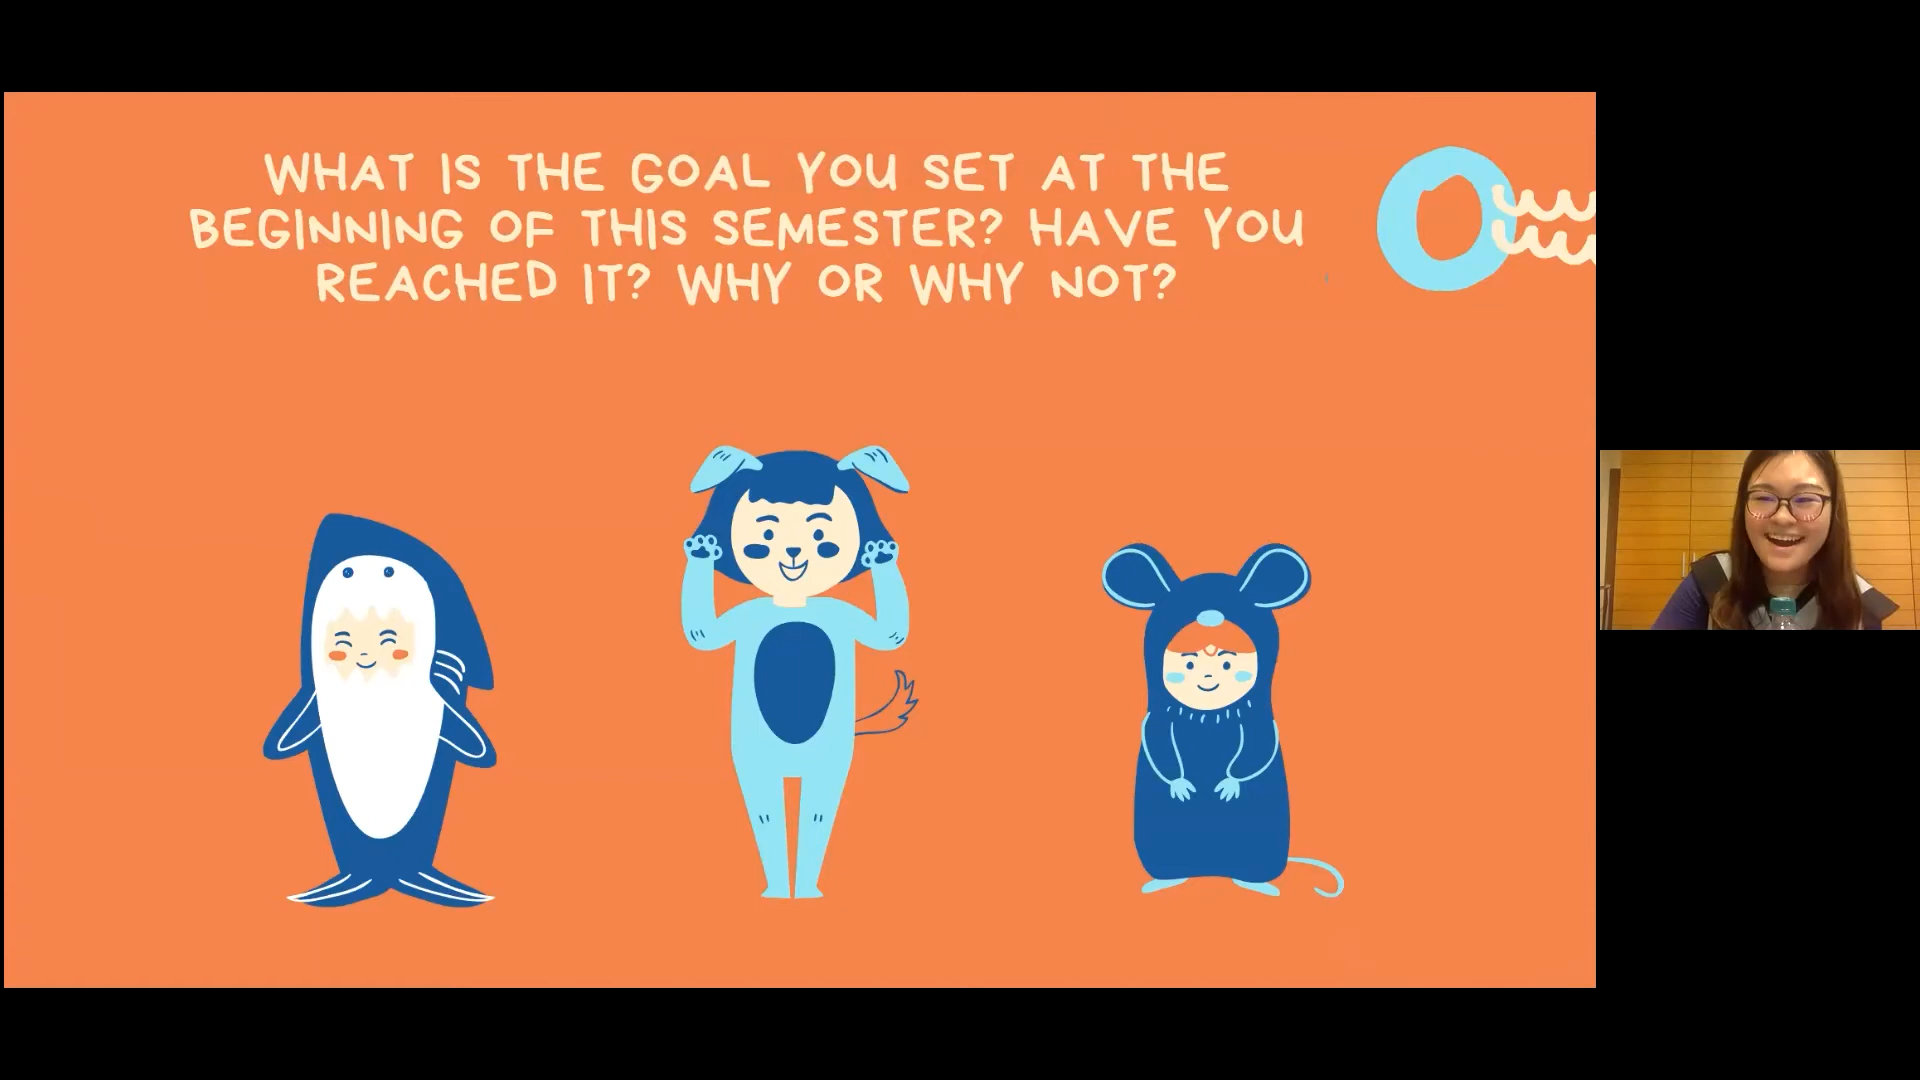 WHAT IS THE GOAL YOU SET AT THE
BEGINNING OF THIS SEMESTER? HAVE YOU
REACHED IT? WHY OR WHY NOT?